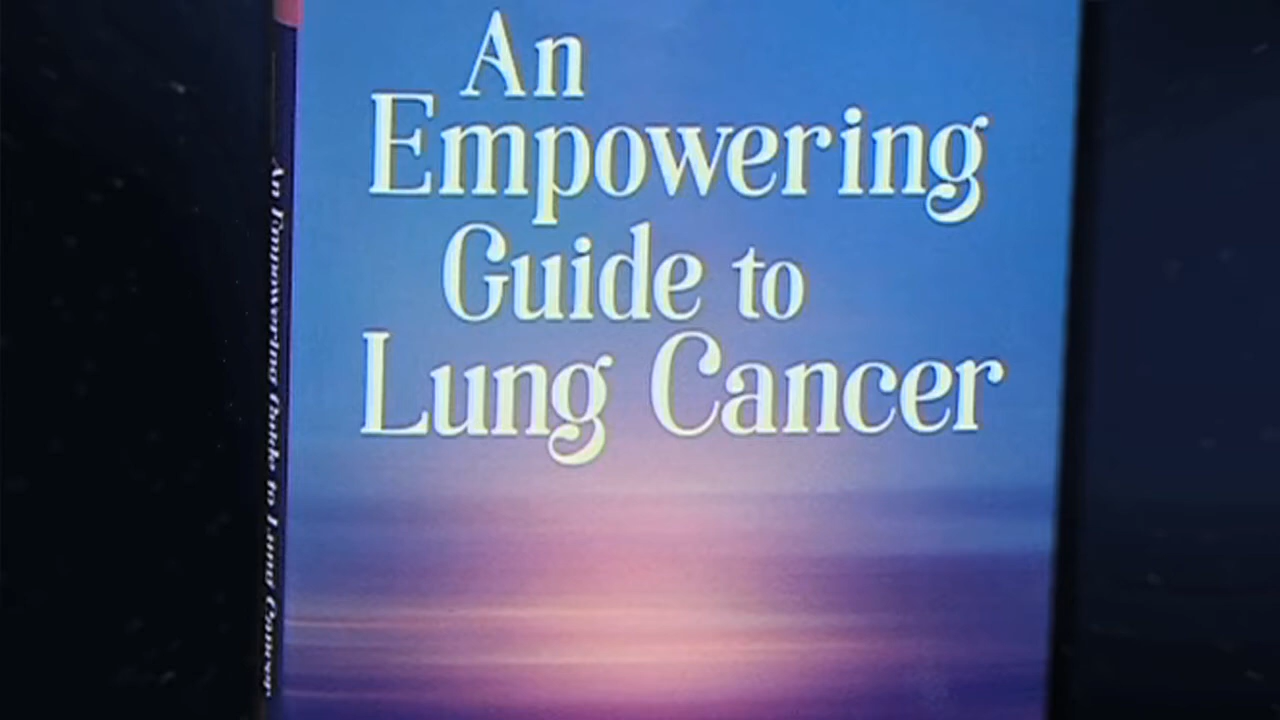 An
Empowering
Guide to
Lung Cancer
An Empowering Guide to Lung Cancer